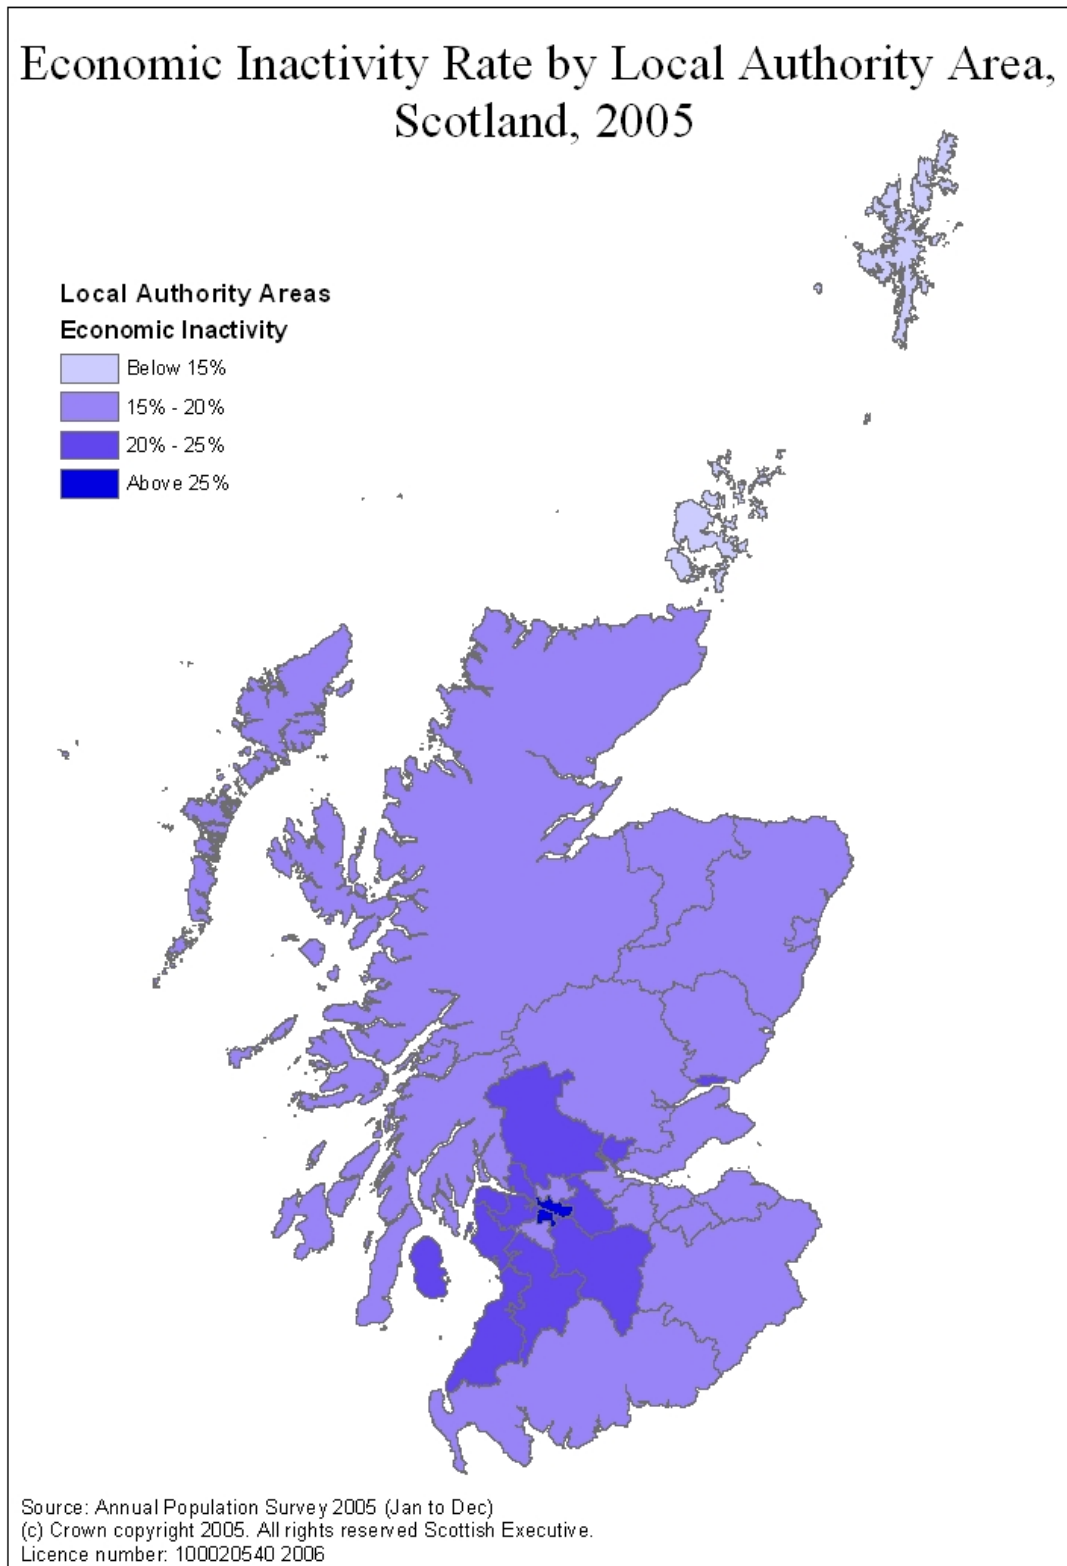 Economic Inactivity Rate by Local Authority Area,
Scotland, 2005
Local Authority Areas
Economic Inactivity
Below 15%
15% - 20%
20% - 25%
Above 25%
Source: Annual Population Survey 2005 (Jan to Dec)
(c) Crown copyright 2005. All rights reserved Scottish Executive.
Licence number: 100020540 2006